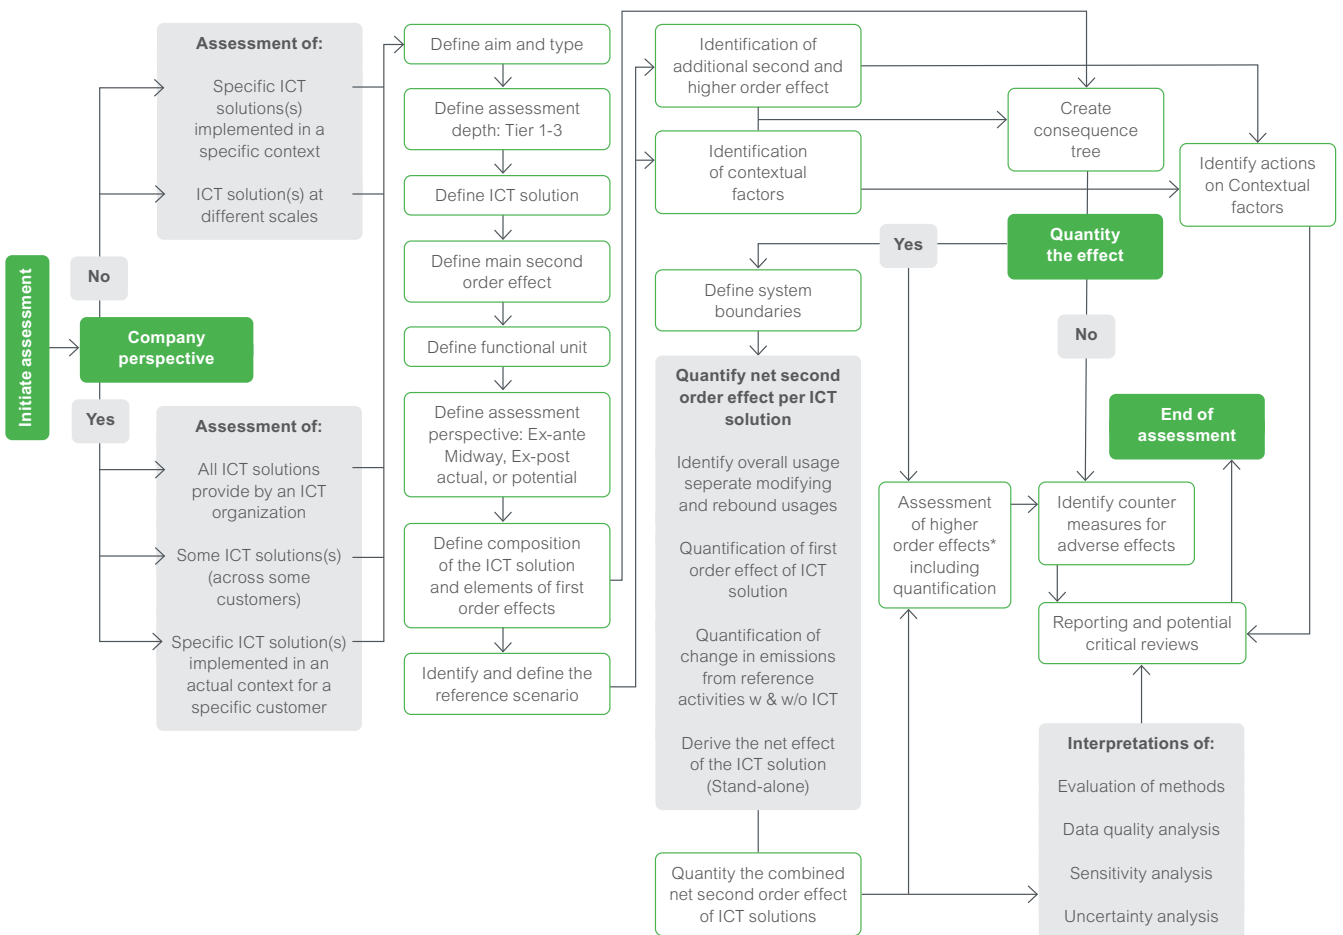 Initiate assessment
Company
perspective
No
Yes
Assessment of:
Specific ICT
solutions(s)
implemented in a
specific context
ICT solution(s) at
different scales
Assessment of:
All ICT solutions
provide by an ICT
organization
Some ICT solutions(s)
(across some
customers)
Specific ICT solution(s)
implemented in an
actual context for a
specific customer
Define aim and type
Define assessment
depth: Tier 1-3
Define ICT solution
Define main second
order effect
Define functional unit
Define assessment
perspective: Ex-ante
Midway, Ex-post
actual, or potential
Define composition
of the ICT solution
and elements of first
order effects
Identify and define the
reference scenario
Identification of
additional second and
higher order effect
Identification
of contextual
factors
Create
consequence
tree
Identify actions
on Contextual
factors
Quantity
the effect
Yes
No
Define system
boundaries
Quantify net second
order effect per ICT
solution
Identify overall usage
seperate modifying
and rebound usages
Quantification of first
order effect of ICT
solution
Quantification of
change in emissions
from reference
activities w & w/o ICT
Derive the net effect
of the ICT solution
(Stand-alone)
Quantity the combined
net second order effect
of ICT solutions
Assessment
of higher
order effects*
including
quantification
Identify counter
measures for
adverse effects
End of
assessment
Reporting and potential
critical reviews
Interpretations of:
Evaluation of methods
Data quality analysis
Sensitivity analysis
Uncertainty analysis